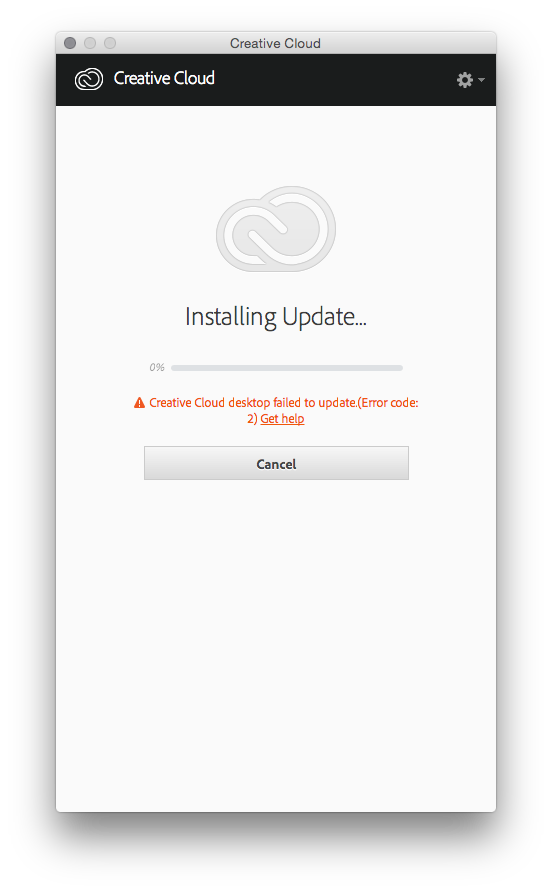 Creative Cloud
Creative Cloud
Installing Update...
0%
Creative Cloud desktop failed to update.(Error code:
2) Get help
Cancel